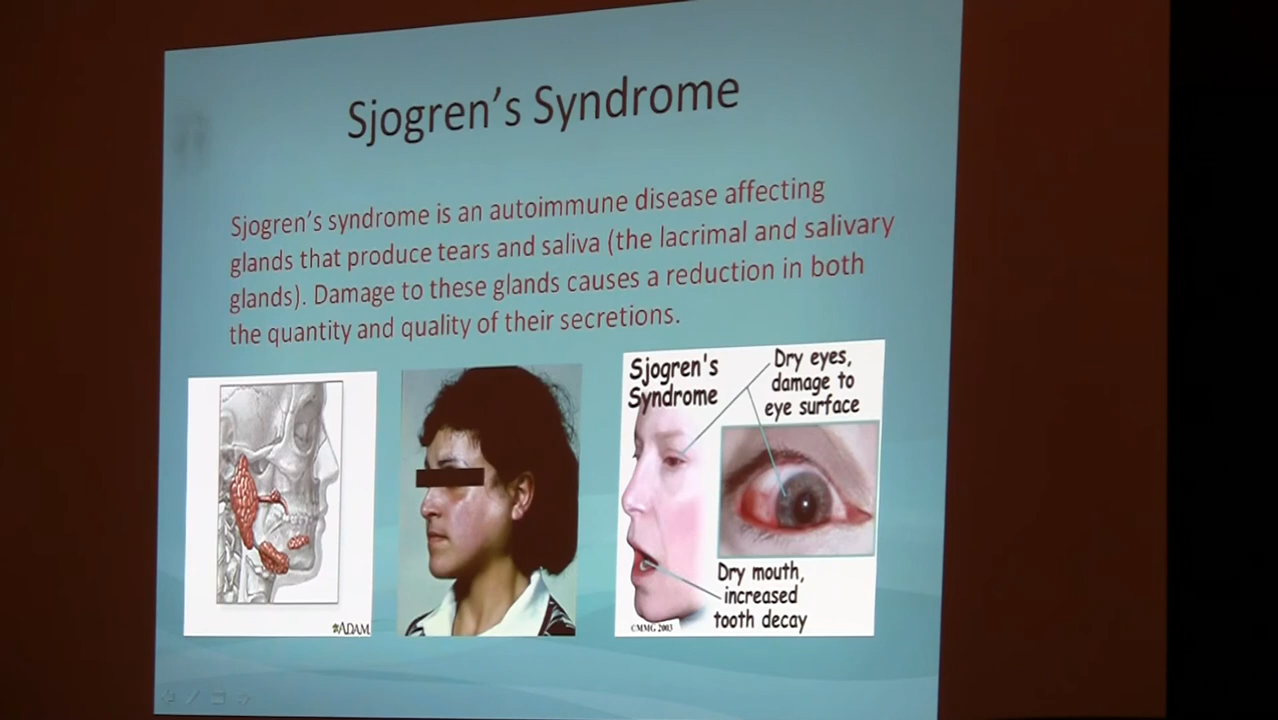 Sjogren's Syndrome
Sjogren's syndrome is an autoimmune disease affecting
glands that produce tears and saliva (the lacrimal and salivary
glands). Damage to these glands causes a reduction in both
the quantity and quality of their secretions.
ADAM.
Sjogren's
Syndrome
Dry eyes,
damage to
eye surface
Dry mouth,
increased
tooth decay
©MMG 2003